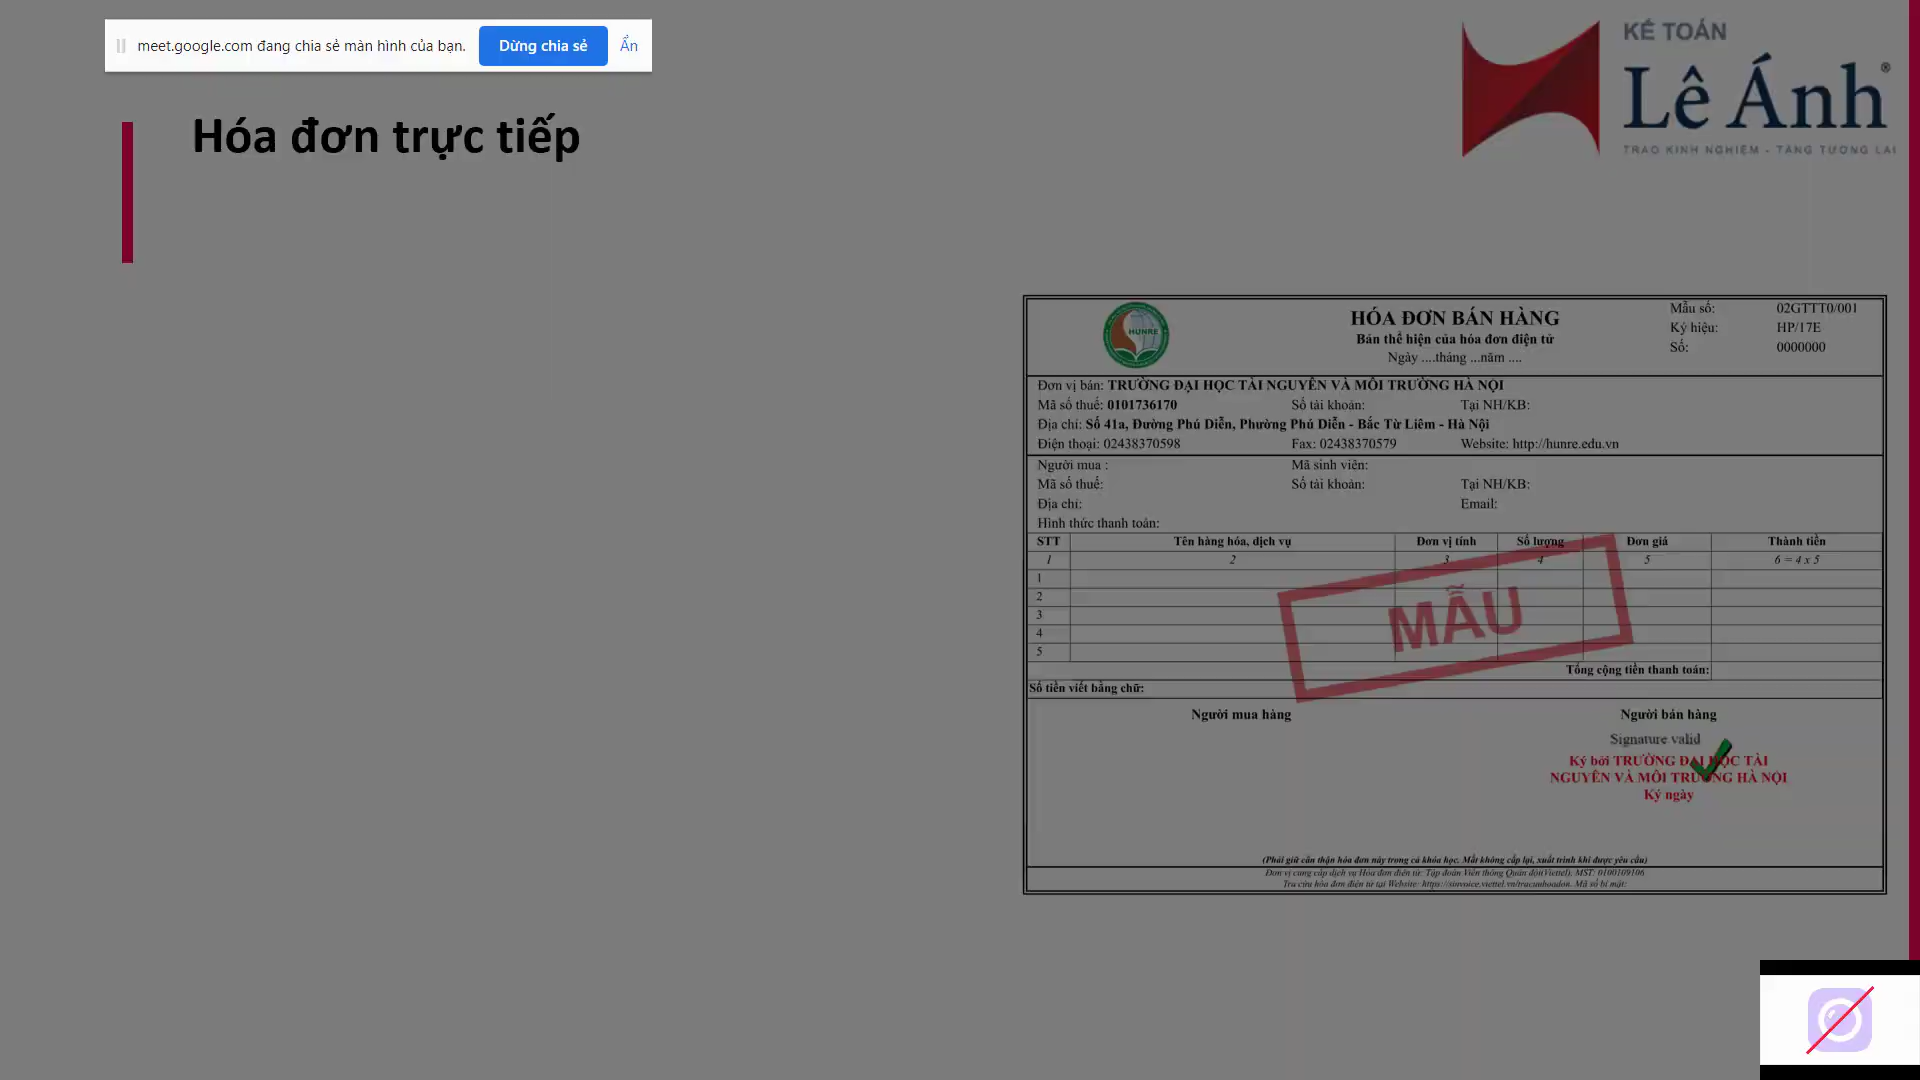 meet.google.com đang chia sẻ màn hình của bạn. Dừng chia sẻ Ẩn
KẾ TOÁN
Lê Ánh®
TRAO KINH NGHIỆM - TẶNG TƯƠNG LAI
Hóa đơn trực tiếp
HÓA ĐƠN BÁN HÀNG
Bản thể hiện của hóa đơn điện tử
Ngày ....tháng ...năm ....
Mẫu số: 02GTTT0/001
Ký hiệu: HP/17E
Số: 0000000
HUNRE
Đơn vị bán: TRƯỜNG ĐẠI HỌC TÀI NGUYÊN VÀ MÔI TRƯỜNG HÀ NỘI
Mã số thuế: 0101736170 Số tài khoản: Tại NH/KB:
Địa chỉ: Số 41a, Đường Phú Diễn, Phường Phú Diễn - Bắc Từ Liêm - Hà Nội
Điện thoại: 02438370598 Fax: 02438370579 Website: http://hunre.edu.vn
Người mua : Mã sinh viên:
Mã số thuế: Số tài khoản: Tại NH/KB:
Địa chỉ: Email:
Hình thức thanh toán:
STT Tên hàng hóa, dịch vụ Đơn vị tính Số lượng Đơn giá Thành tiền
1 2 3 4 5 6 = 4 x 5
1
2
3
4
5
MẪU
Tổng cộng tiền thanh toán:
Số tiền viết bằng chữ:
Người mua hàng Người bán hàng
Signature valid
Ký bởi TRƯỜNG ĐẠI HỌC TÀI
NGUYÊN VÀ MÔI TRƯỜNG HÀ NỘI
Ký ngày
(Phải giữ cẩn thận hóa đơn này trong cả khóa học. Mất không cấp lại, xuất trình khi được yêu cầu)
Đơn vị cung cấp dịch vụ Hóa đơn điện tử: Tập đoàn Viễn thông Quân đội(Viettel), MST: 0100109106
Tra cứu hóa đơn điện tử tại Website: https://sinvoice.viettel.vn/tracuuhoadon. Mã số bí mật: